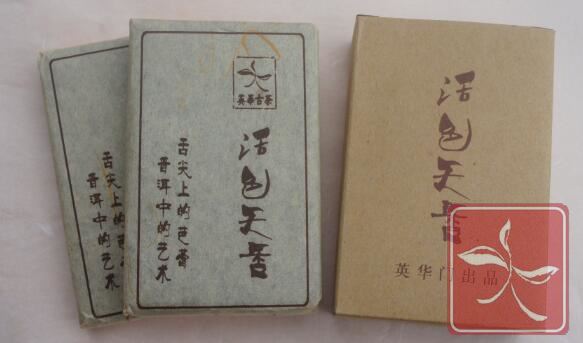 舌尖上的芭
普洱中的艺术
英華古茶
活色天香
舌尖上的芭蕾
普洱中的艺术
活色天香
英华门出品